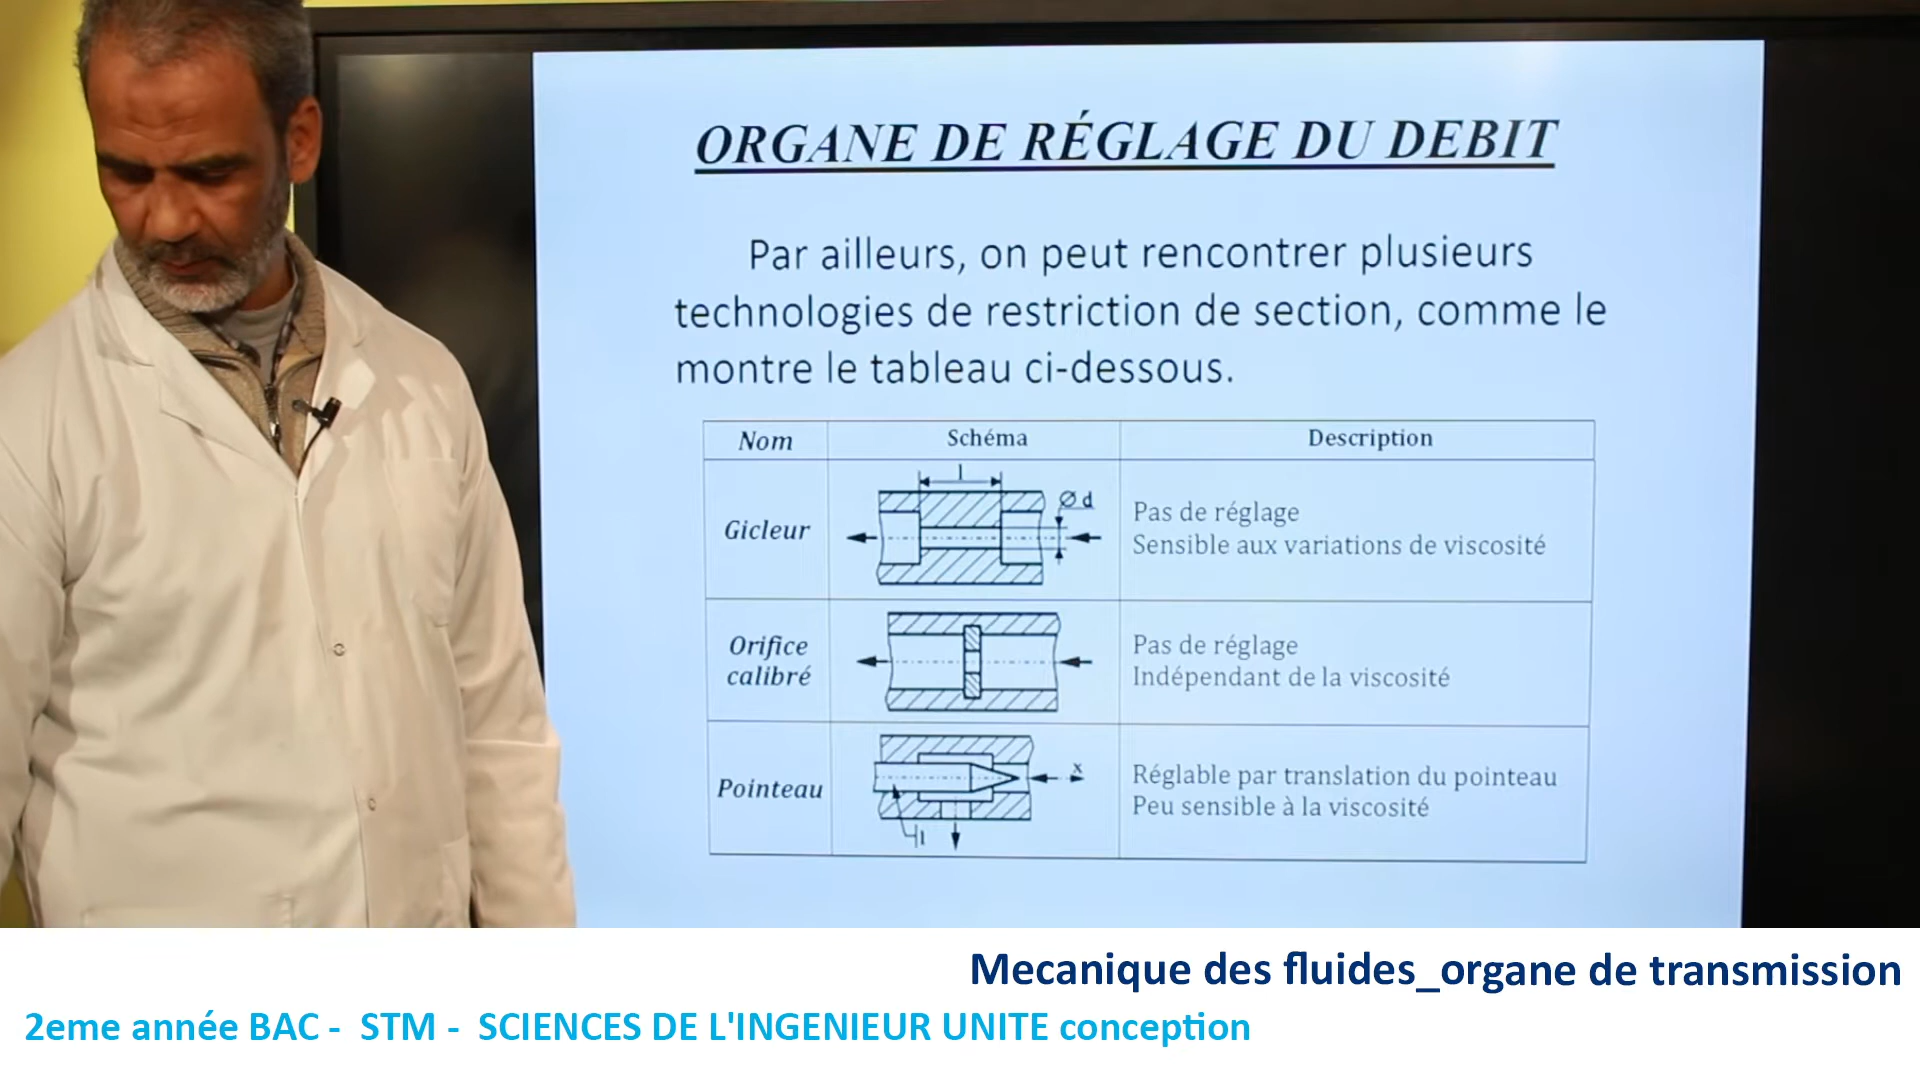 ORGANE DE RÉGLAGE DU DEBIT
Par ailleurs, on peut rencontrer plusieurs
technologies de restriction de section, comme le
montre le tableau ci-dessous.
Nom Schéma Description
l
Ø d
Gicleur
Pas de réglage
Sensible aux variations de viscosité
Orifice
calibré
Pas de réglage
Indépendant de la viscosité
x
Pointeau
Réglable par translation du pointeau
Peu sensible à la viscosité
Mecanique des fluides_organe de transmission
2eme année BAC - STM - SCIENCES DE L'INGENIEUR UNITE conception